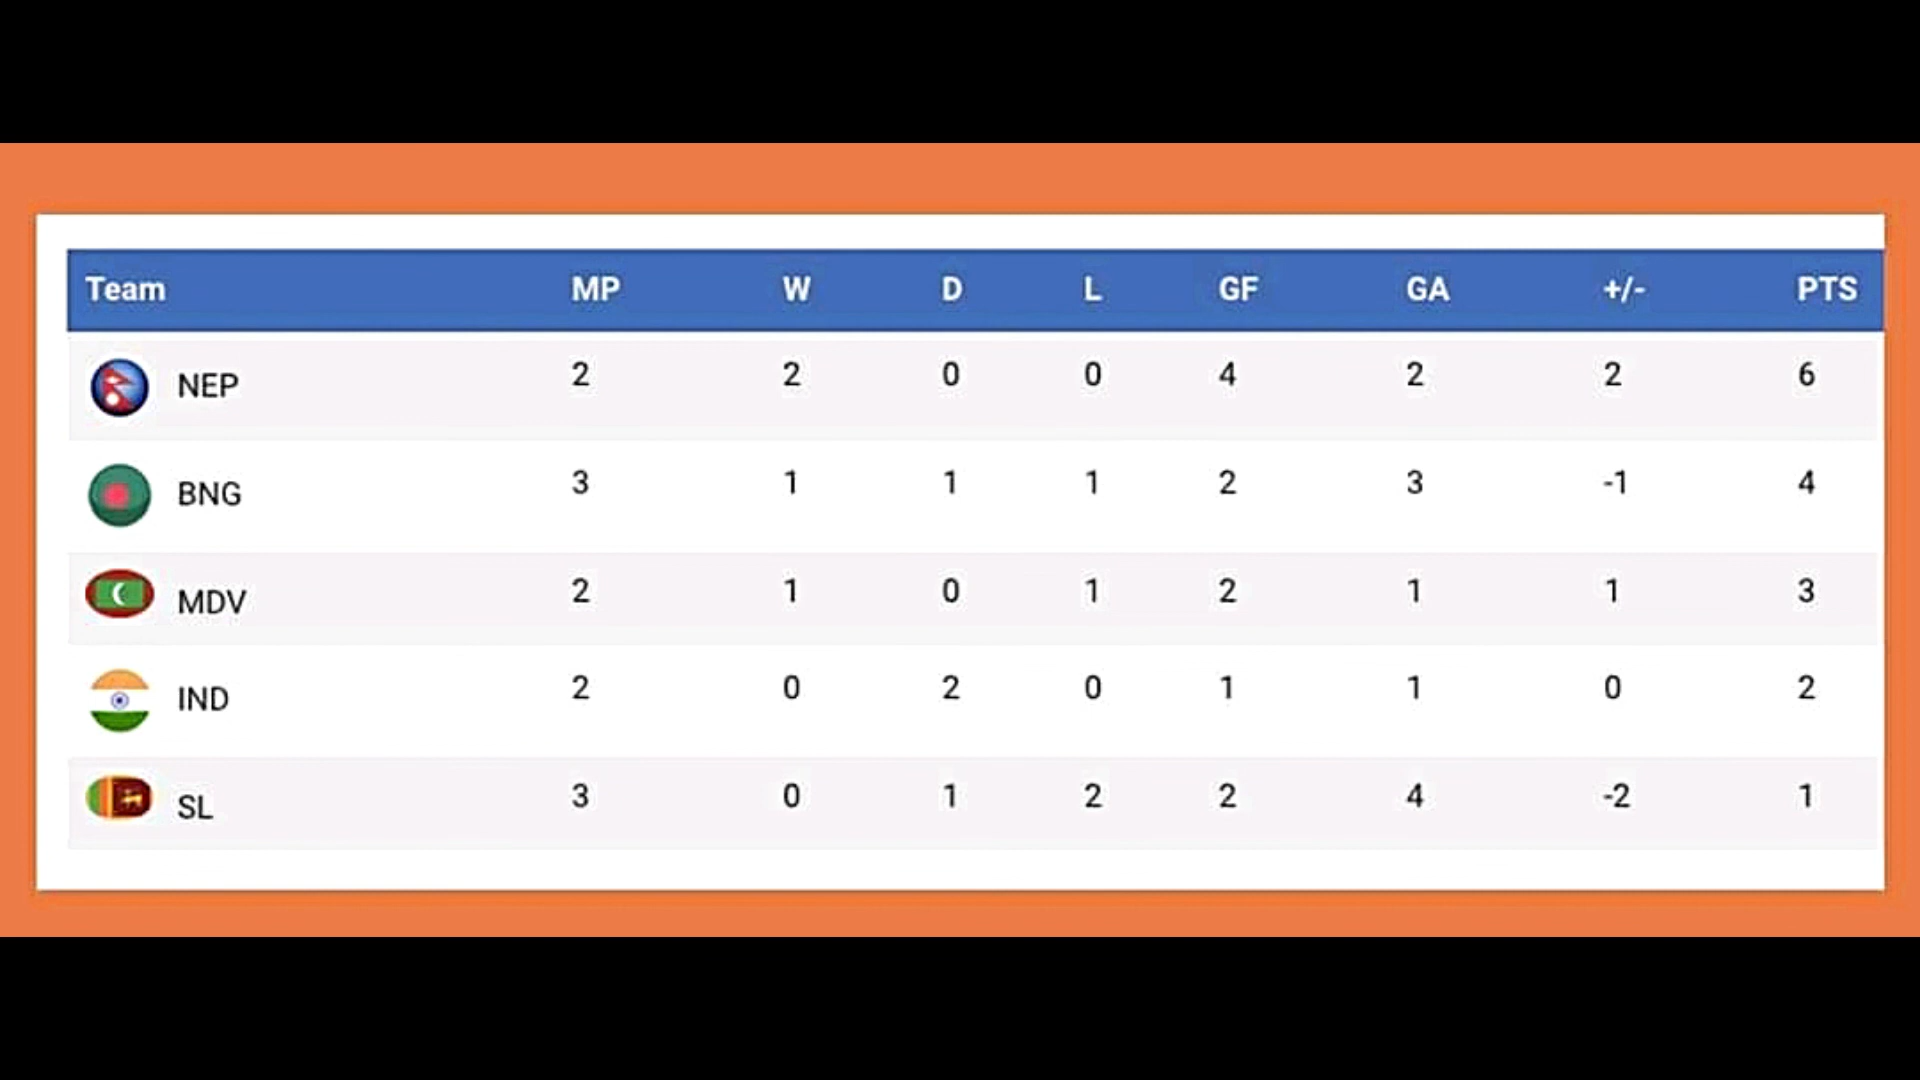 Team MP W D L GF GA +/- PTS
NEP 2 2 0 0 4 2 2 6
BNG 3 1 1 1 2 3 -1 4
MDV 2 1 0 1 2 1 1 3
IND 2 0 2 0 1 1 0 2
SL 3 0 1 2 2 4 -2 1